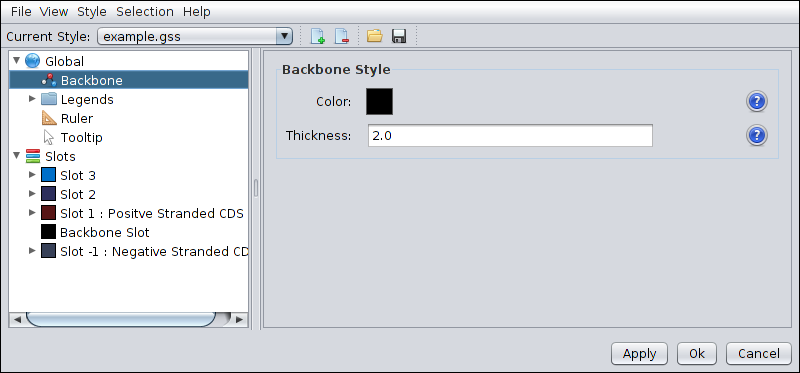 File View Style Selection Help
Current Style: example.gss
Global
Backbone
Legends
Ruler
Tooltip
Slots
Slot 3
Slot 2
Slot 1 : Positve Stranded CDS
Backbone Slot
Slot -1 : Negative Stranded CD
Backbone Style
Color:
?
Thickness: 2.0
?
Apply Ok Cancel